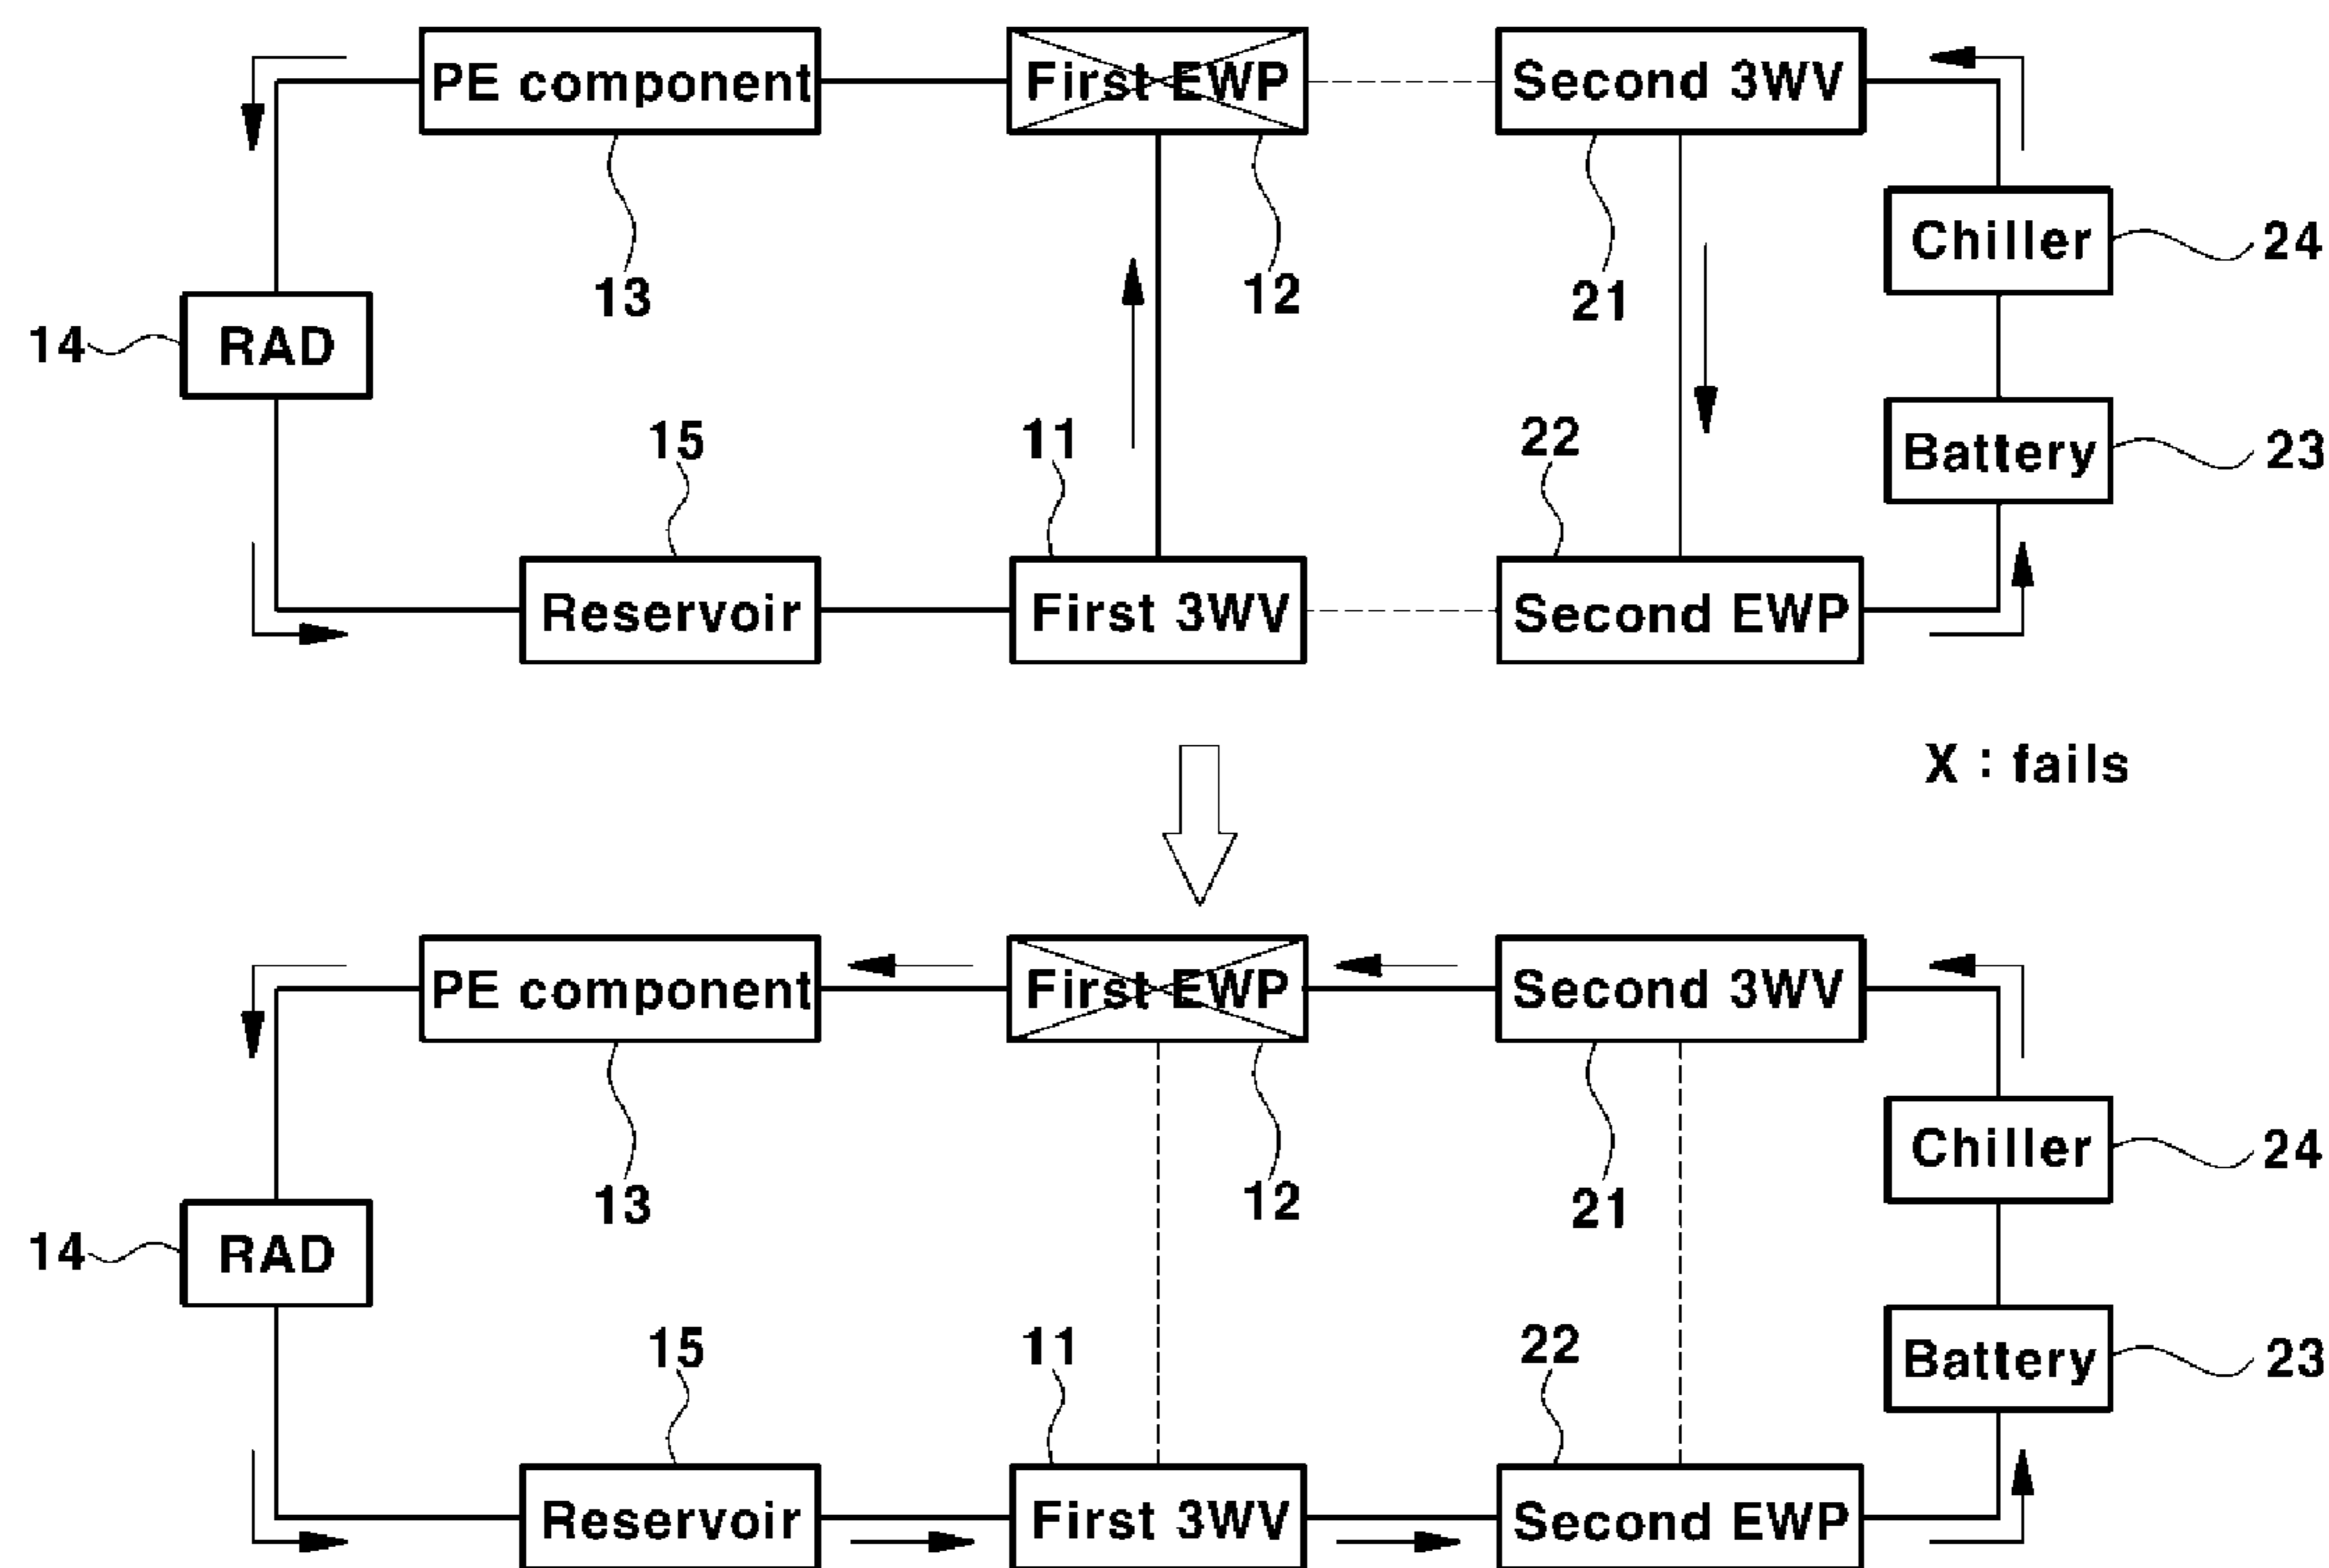 PE component
First EWP
Second 3WV
Chiller
24
13
12
21
14
RAD
15
11
22
Battery
23
Reservoir
First 3WV
Second EWP
X : fails
PE component
First EWP
Second 3WV
Chiller
24
13
12
21
14
RAD
15
11
22
Battery
23
Reservoir
First 3WV
Second EWP